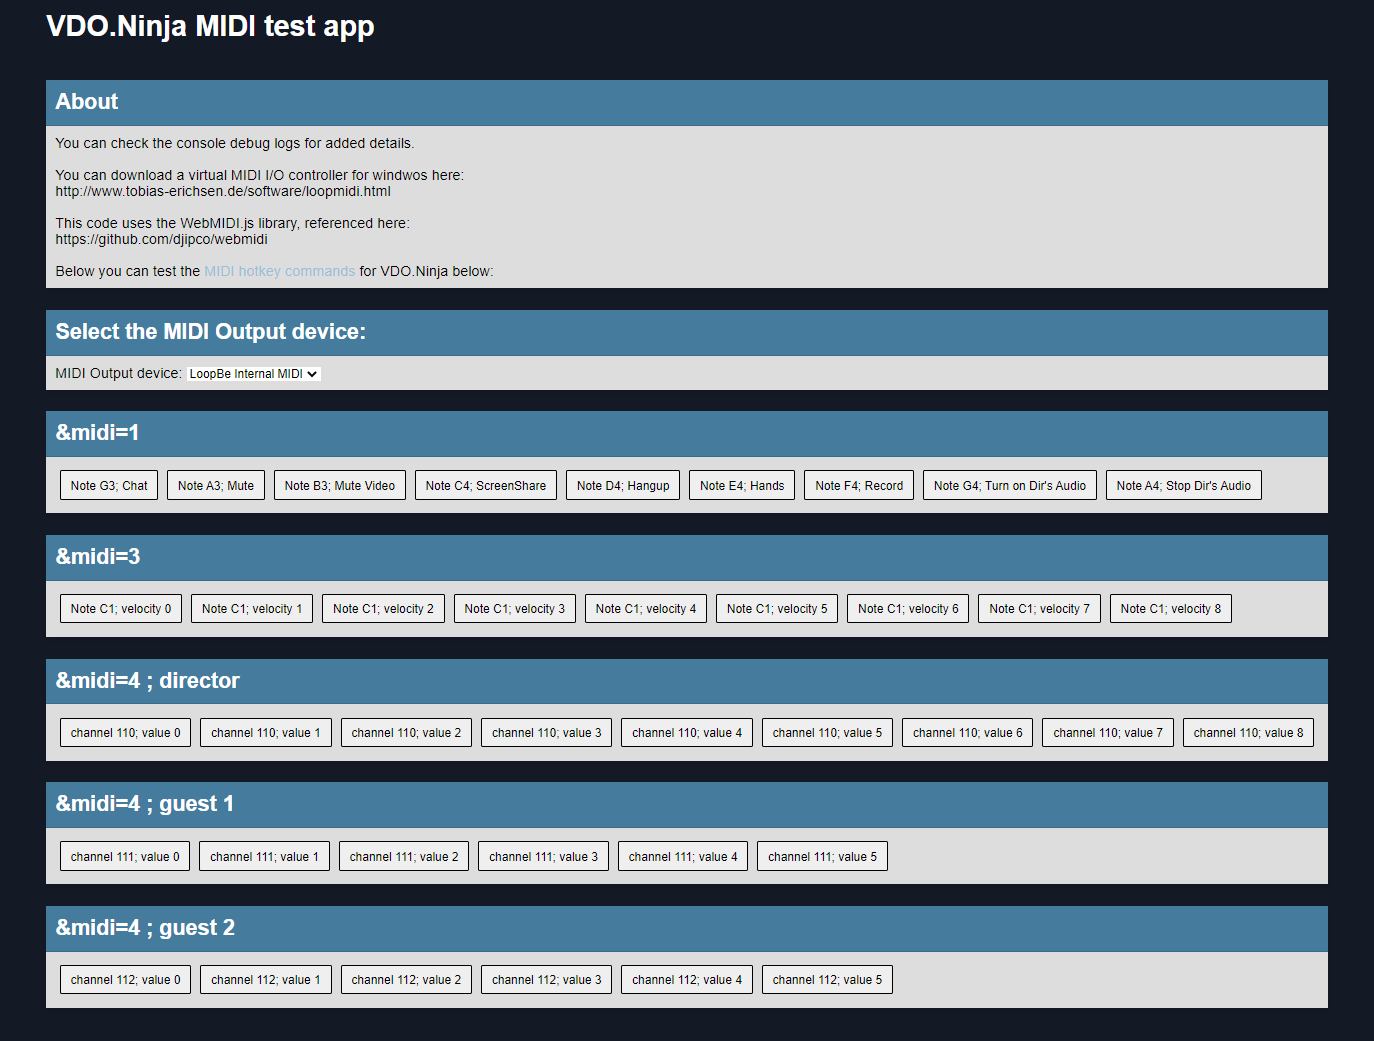 VDO.Ninja MIDI test app
About
You can check the console debug logs for added details.
You can download a virtual MIDI I/O controller for windwos here:
http://www.tobias-erichsen.de/software/loopmidi.html
This code uses the WebMIDI.js library, referenced here:
https://github.com/djipco/webmidi
Below you can test the MIDI hotkey commands for VDO.Ninja below:
Select the MIDI Output device:
MIDI Output device: LoopBe Internal MIDI
&midi=1
Note G3; Chat Note A3; Mute Note B3; Mute Video Note C4; ScreenShare Note D4; Hangup Note E4; Hands Note F4; Record Note G4; Turn on Dir's Audio Note A4; Stop Dir's Audio
&midi=3
Note C1; velocity 0 Note C1; velocity 1 Note C1; velocity 2 Note C1; velocity 3 Note C1; velocity 4 Note C1; velocity 5 Note C1; velocity 6 Note C1; velocity 7 Note C1; velocity 8
&midi=4 ; director
channel 110; value 0 channel 110; value 1 channel 110; value 2 channel 110; value 3 channel 110; value 4 channel 110; value 5 channel 110; value 6 channel 110; value 7 channel 110; value 8
&midi=4 ; guest 1
channel 111; value 0 channel 111; value 1 channel 111; value 2 channel 111; value 3 channel 111; value 4 channel 111; value 5
&midi=4 ; guest 2
channel 112; value 0 channel 112; value 1 channel 112; value 2 channel 112; value 3 channel 112; value 4 channel 112; value 5